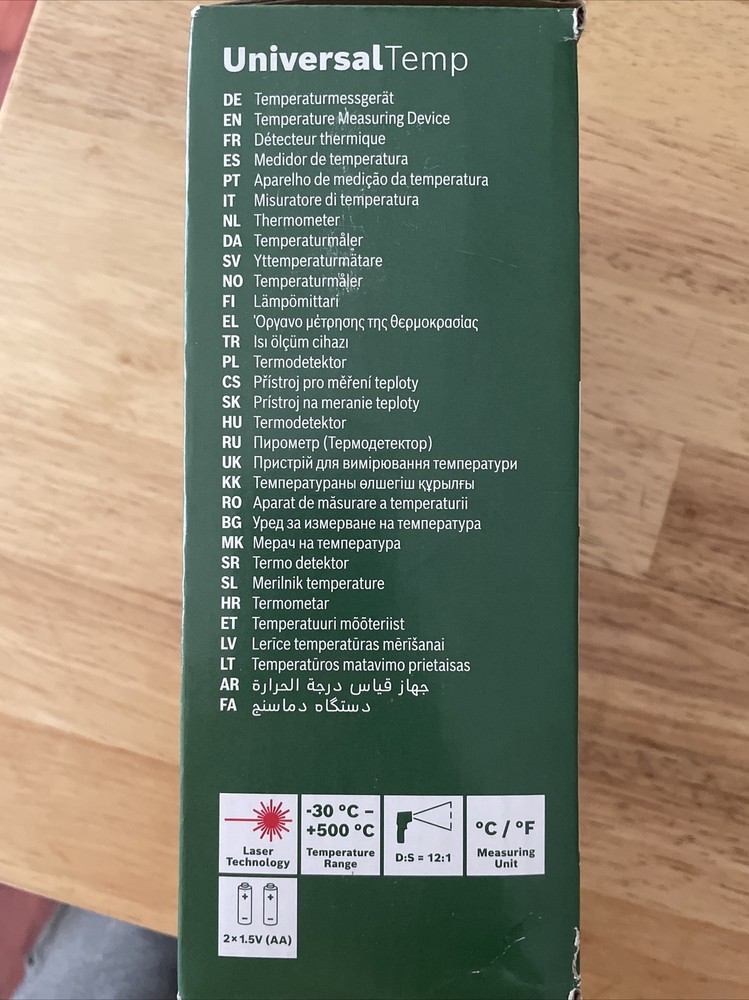 UniversalTemp
DE Temperaturmessgerät
EN Temperature Measuring Device
FR Détecteur thermique
ES Medidor de temperatura
PT Aparelho de medição da temperatura
IT Misuratore di temperatura
NL Thermometer
DA Temperaturmåler
SV Yttemperaturmätare
NO Temperaturmåler
FI Lämpömittari
EL Όργανο μέτρησης της θερμοκρασίας
TR Isı ölçüm cihazı
PL Termodetektor
CS Přístroj pro měření teploty
SK Prístroj na meranie teploty
HU Termodetektor
RU Пирометр (Термодетектор)
UK Пристрій для вимірювання температури
KK Температураны өлшегіш құрылғы
RO Aparat de măsurare a temperaturii
BG Уред за измерване на температура
MK Мерач на температура
SR Termo detektor
SL Merilnik temperature
HR Termometar
ET Temperatuuri mõõteriist
LV Ierīce temperatūras mērīšanai
LT Temperatūros matavimo prietaisas
AR جهاز قياس درجة الحرارة
FA دستگاه دماسنج
Laser
Technology
-30 °C –
+500 °C
Temperature
Range
D:S = 12:1
°C / °F
Measuring
Unit
2 x 1.5V (AA)